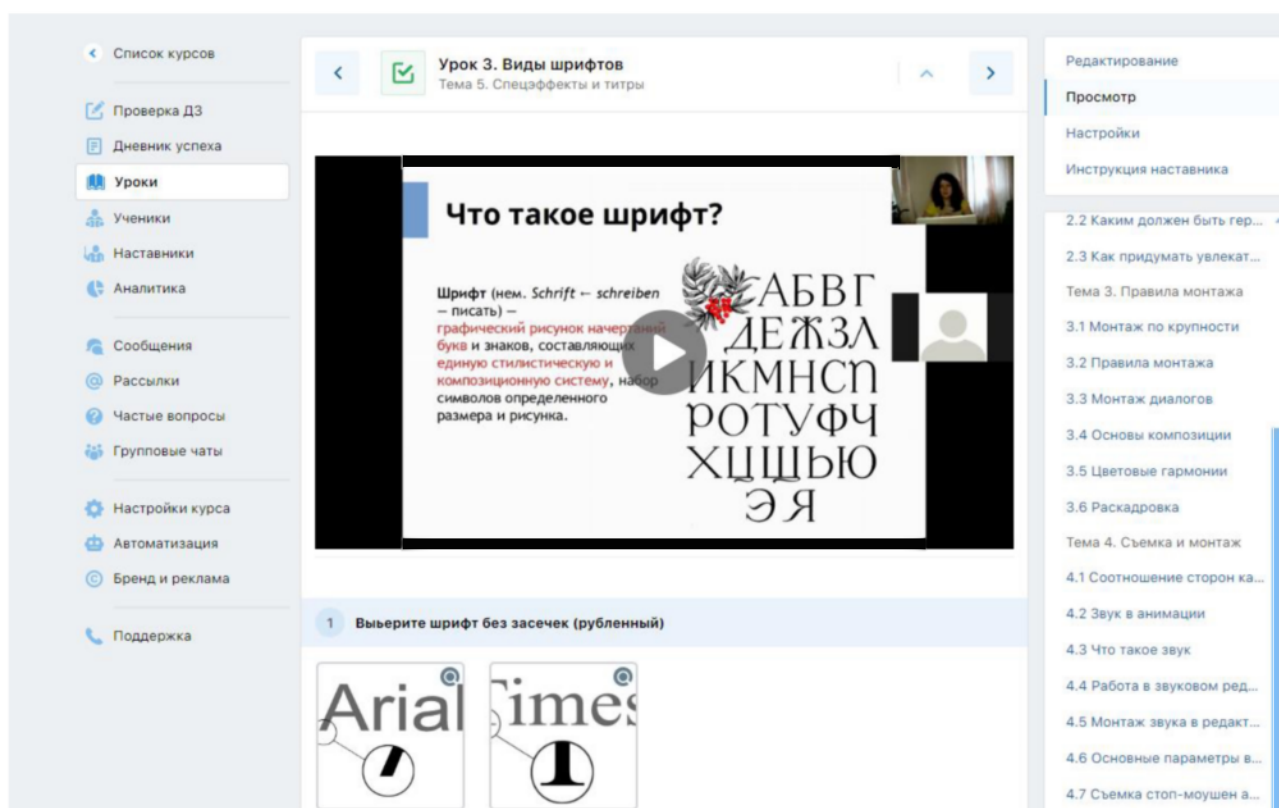 Список курсов
Проверка ДЗ
Дневник успеха
Уроки
Ученики
Наставники
Аналитика
Сообщения
Рассылки
Частые вопросы
Групповые чаты
Настройки курса
Автоматизация
Бренд и реклама
Поддержка
Урок 3. Виды шрифтов
Тема 5. Спецэффекты и титры
Что такое шрифт?
Шрифт (нем. Schrift ← schreiben
— писать) —
графический рисунок начертаний
букв и знаков, составляющих
единую стилистическую и
композиционную систему, набор
символов определенного
размера и рисунка.
АБВГ
ДЕЖЗЛ
ИКМНСП
РОТУФЧ
ХЦЩЬЮ
ЭЯ
1 Выьерите шрифт без засечек (рубленный)
Arial
Times
Редактирование
Просмотр
Настройки
Инструкция наставника
2.2 Каким должен быть гер...
2.3 Как придумать увлекат...
Тема 3. Правила монтажа
3.1 Монтаж по крупности
3.2 Правила монтажа
3.3 Монтаж диалогов
3.4 Основы композиции
3.5 Цветовые гармонии
3.6 Раскадровка
Тема 4. Съемка и монтаж
4.1 Соотношение сторон ка...
4.2 Звук в анимации
4.3 Что такое звук
4.4 Работа в звуковом ред...
4.5 Монтаж звука в редакт...
4.6 Основные параметры в...
4.7 Съемка стоп-моушен а...